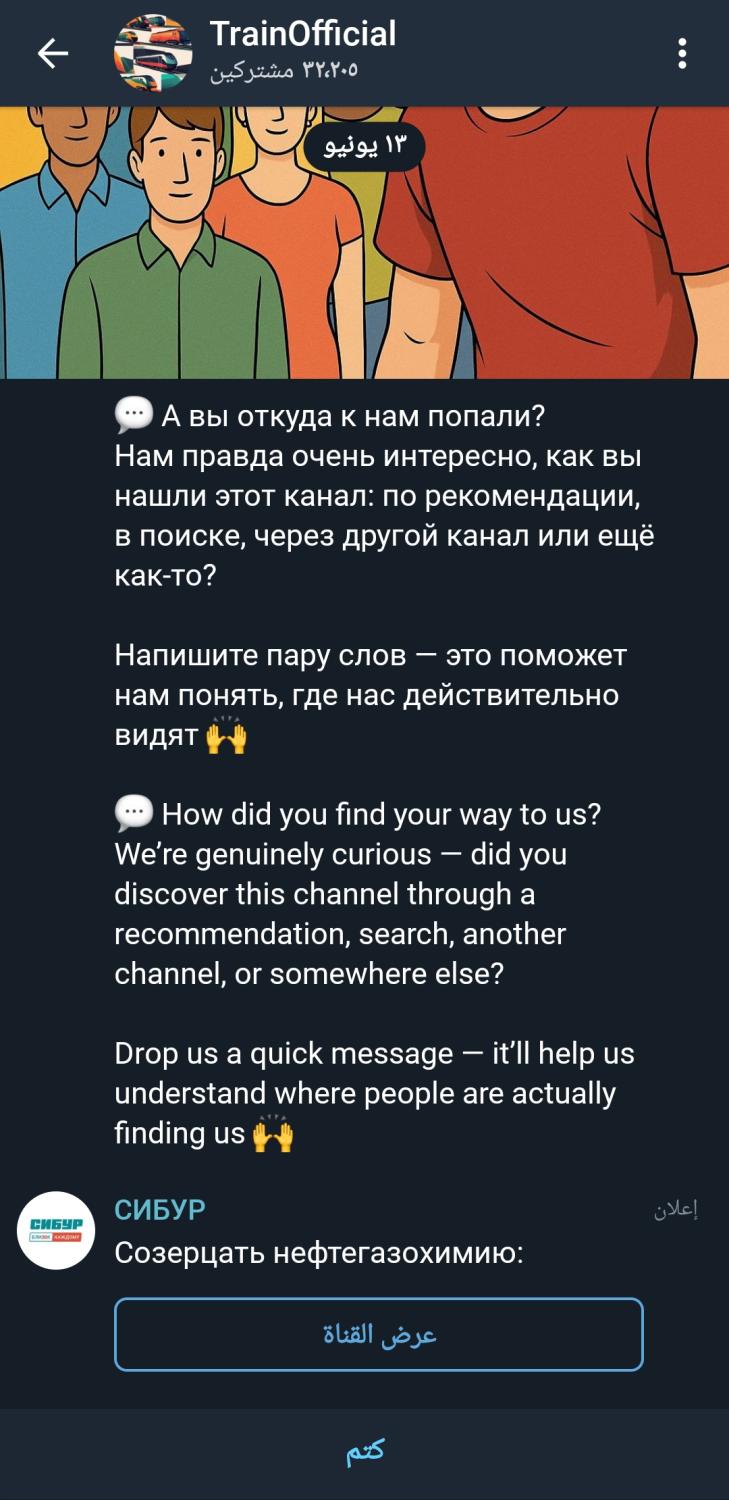 TrainOfficial
٣٢٬٢٠٥ مشتركين
١٣ يونيو
💬 А вы откуда к нам попали?
Нам правда очень интересно, как вы
нашли этот канал: по рекомендации,
в поиске, через другой канал или ещё
как-то?
Напишите пару слов — это поможет
нам понять, где нас действительно
видят 🙌
💬 How did you find your way to us?
We’re genuinely curious — did you
discover this channel through a
recommendation, search, another
channel, or somewhere else?
Drop us a quick message — it’ll help us
understand where people are actually
finding us 🙌
СИБУР
БЛИЗОК КАЖДОМУ
СИБУР
إعلان
Созерцать нефтегазохимию:
عرض القناة
كتم